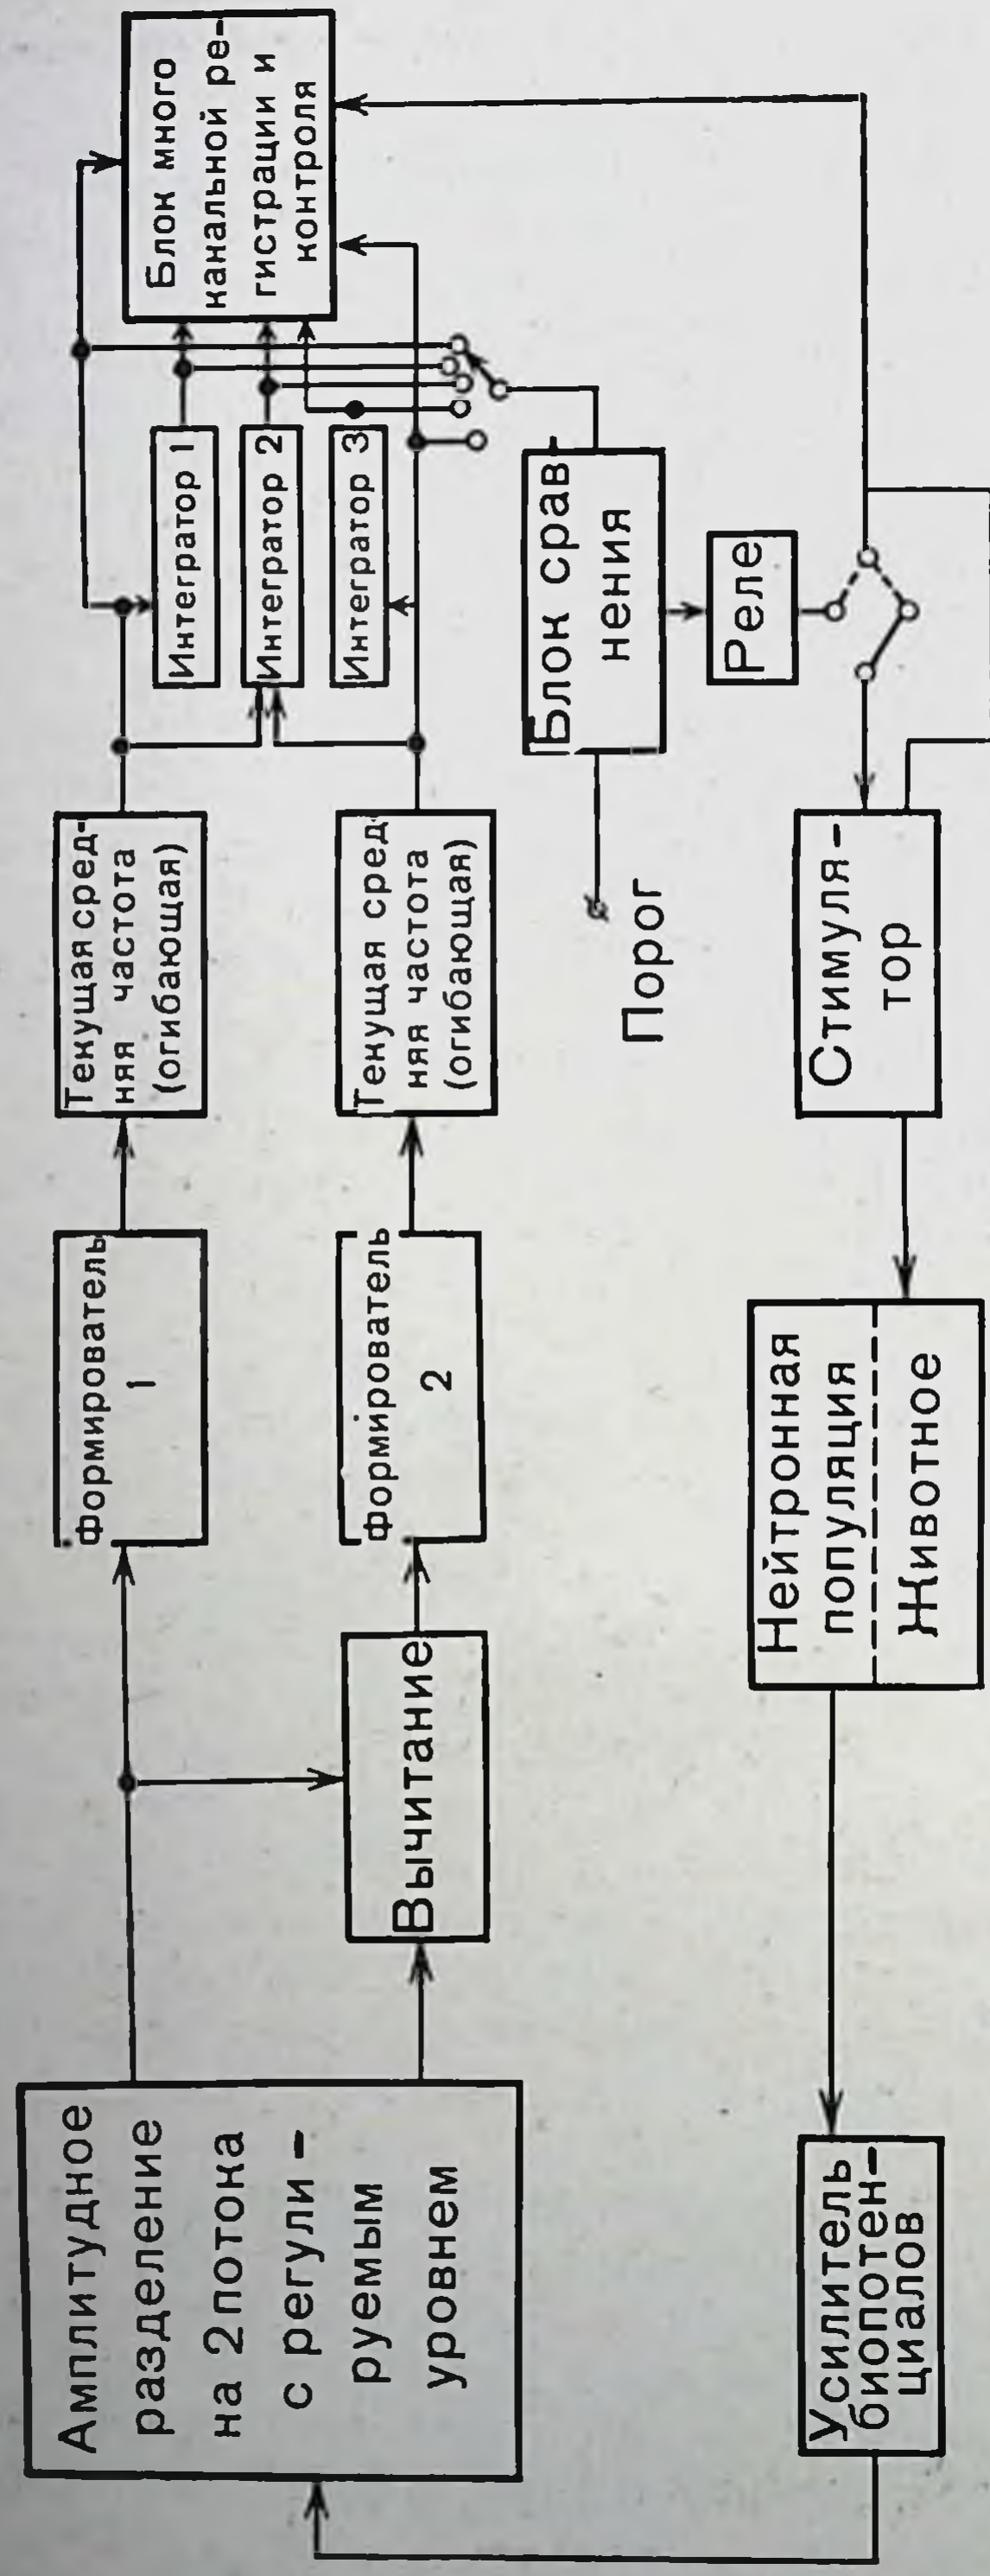 Амплитудное
разделение
на 2 потока
с регули-
руемым
уровнем
Вычитание
Формирователь
1
Формирователь
2
Текущая сред-
няя частота
(огибающая)
Текущая сред
няя частота
(огибающая)
Интегратор 1
Интегратор 2
Интегратор 3
Блок много
канальной ре-
гистрации и
контроля
Блок срав-
нения
Порог
Реле
Стимуля-
тор
Нейтронная
популяция
Животное
Усилитель
биопотен-
циалов